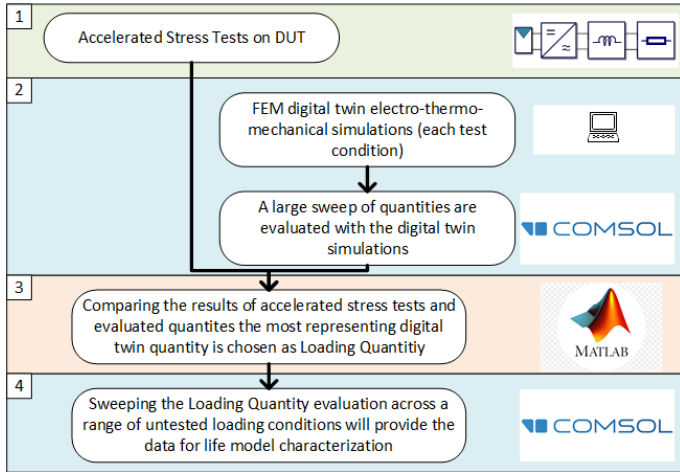 1
Accelerated Stress Tests on DUT
2
FEM digital twin electro-thermo-
mechanical simulations (each test
condition)
A large sweep of quantities are
evaluated with the digital twin
simulations
COMSOL
3
Comparing the results of accelerated stress tests and
evaluated quantites the most representing digital
twin quantity is chosen as Loading Quantitiy
MATLAB
4
Sweeping the Loading Quantity evaluation across a
range of untested loading conditions will provide the
data for life model characterization
COMSOL